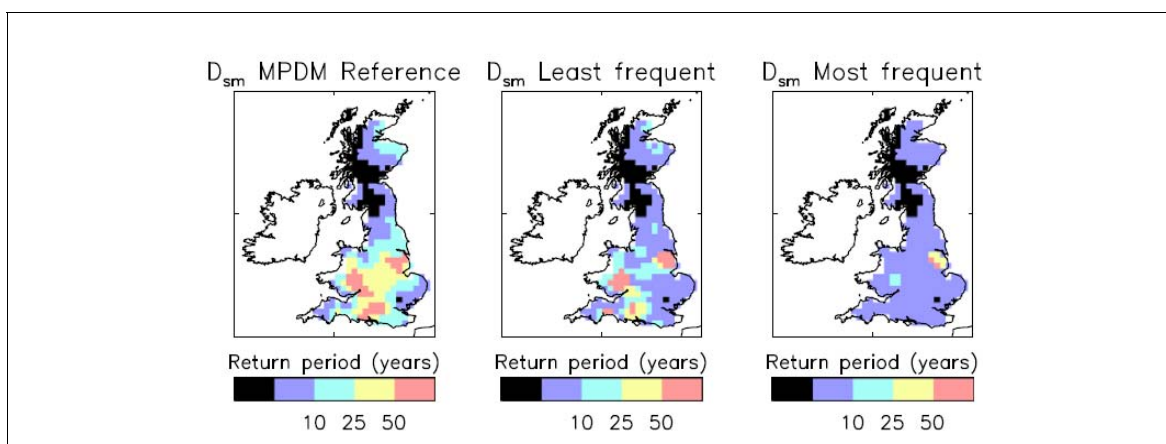 D_sm MPDM Reference
D_sm Least frequent
D_sm Most frequent
Return period (years)
Return period (years)
Return period (years)
10 25 50
10 25 50
10 25 50